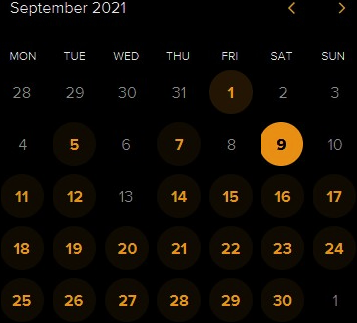 September 2021
MON TUE WED THU FRI SAT SUN
28 29 30 31 1 2 3
4 5 6 7 8 9 10
11 12 13 14 15 16 17
18 19 20 21 22 23 24
25 26 27 28 29 30 1